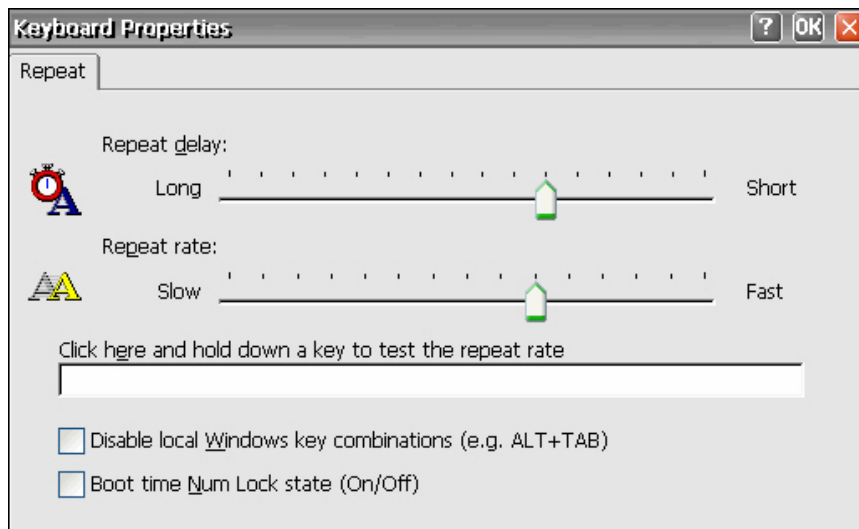 Keyboard Properties ? OK X
Repeat
Repeat delay:
Long Short
Repeat rate:
Slow Fast
Click here and hold down a key to test the repeat rate
Disable local Windows key combinations (e.g. ALT+TAB)
Boot time Num Lock state (On/Off)